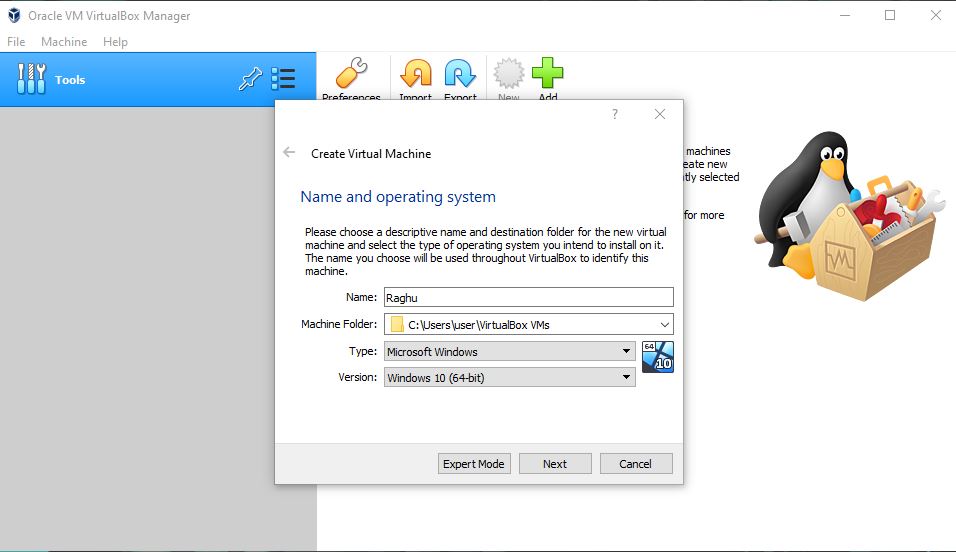 Oracle VM VirtualBox Manager
File Machine Help
Tools
Preferences Import Export New Add
machines
eate new
tly selected
for more
?
Create Virtual Machine
Name and operating system
Please choose a descriptive name and destination folder for the new virtual
machine and select the type of operating system you intend to install on it.
The name you choose will be used throughout VirtualBox to identify this
machine.
Name: Raghu
Machine Folder: C:\Users\user\VirtualBox VMs
Type: Microsoft Windows
64
10
Version: Windows 10 (64-bit)
Expert Mode Next Cancel